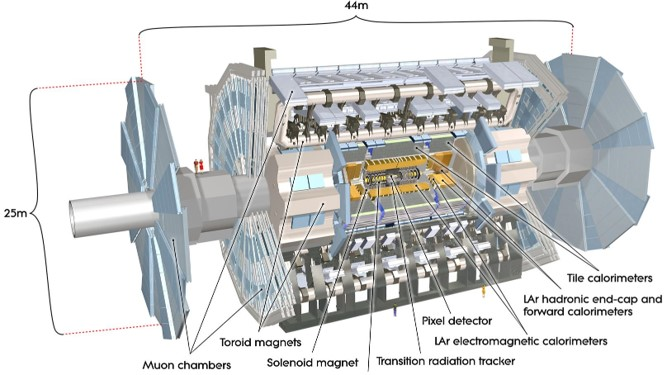 44m
25m
Tile calorimeters
LAr hadronic end-cap and
forward calorimeters
Pixel detector
LAr electromagnetic calorimeters
Toroid magnets
Muon chambers
Solenoid magnet
Transition radiation tracker